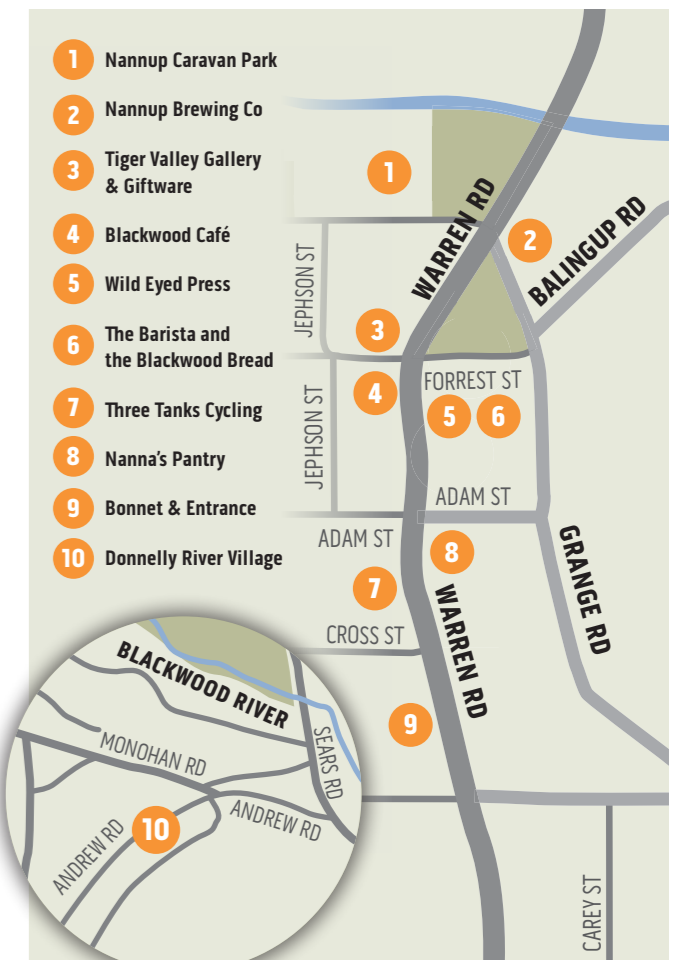 1 Nannup Caravan Park
2 Nannup Brewing Co
3 Tiger Valley Gallery
& Giftware
4 Blackwood Café
5 Wild Eyed Press
6 The Barista and
the Blackwood Bread
7 Three Tanks Cycling
8 Nanna's Pantry
9 Bonnet & Entrance
10 Donnelly River Village
1
WARREN RD
2
BALINGUP RD
JEPHSON ST
3
FORREST ST
4
5
6
JEPHSON ST
ADAM ST
ADAM ST
8
GRANGE RD
7
WARREN RD
CROSS ST
9
BLACKWOOD RIVER
SEARS RD
MONOHAN RD
ANDREW RD
10
ANDREW RD
CAREY ST